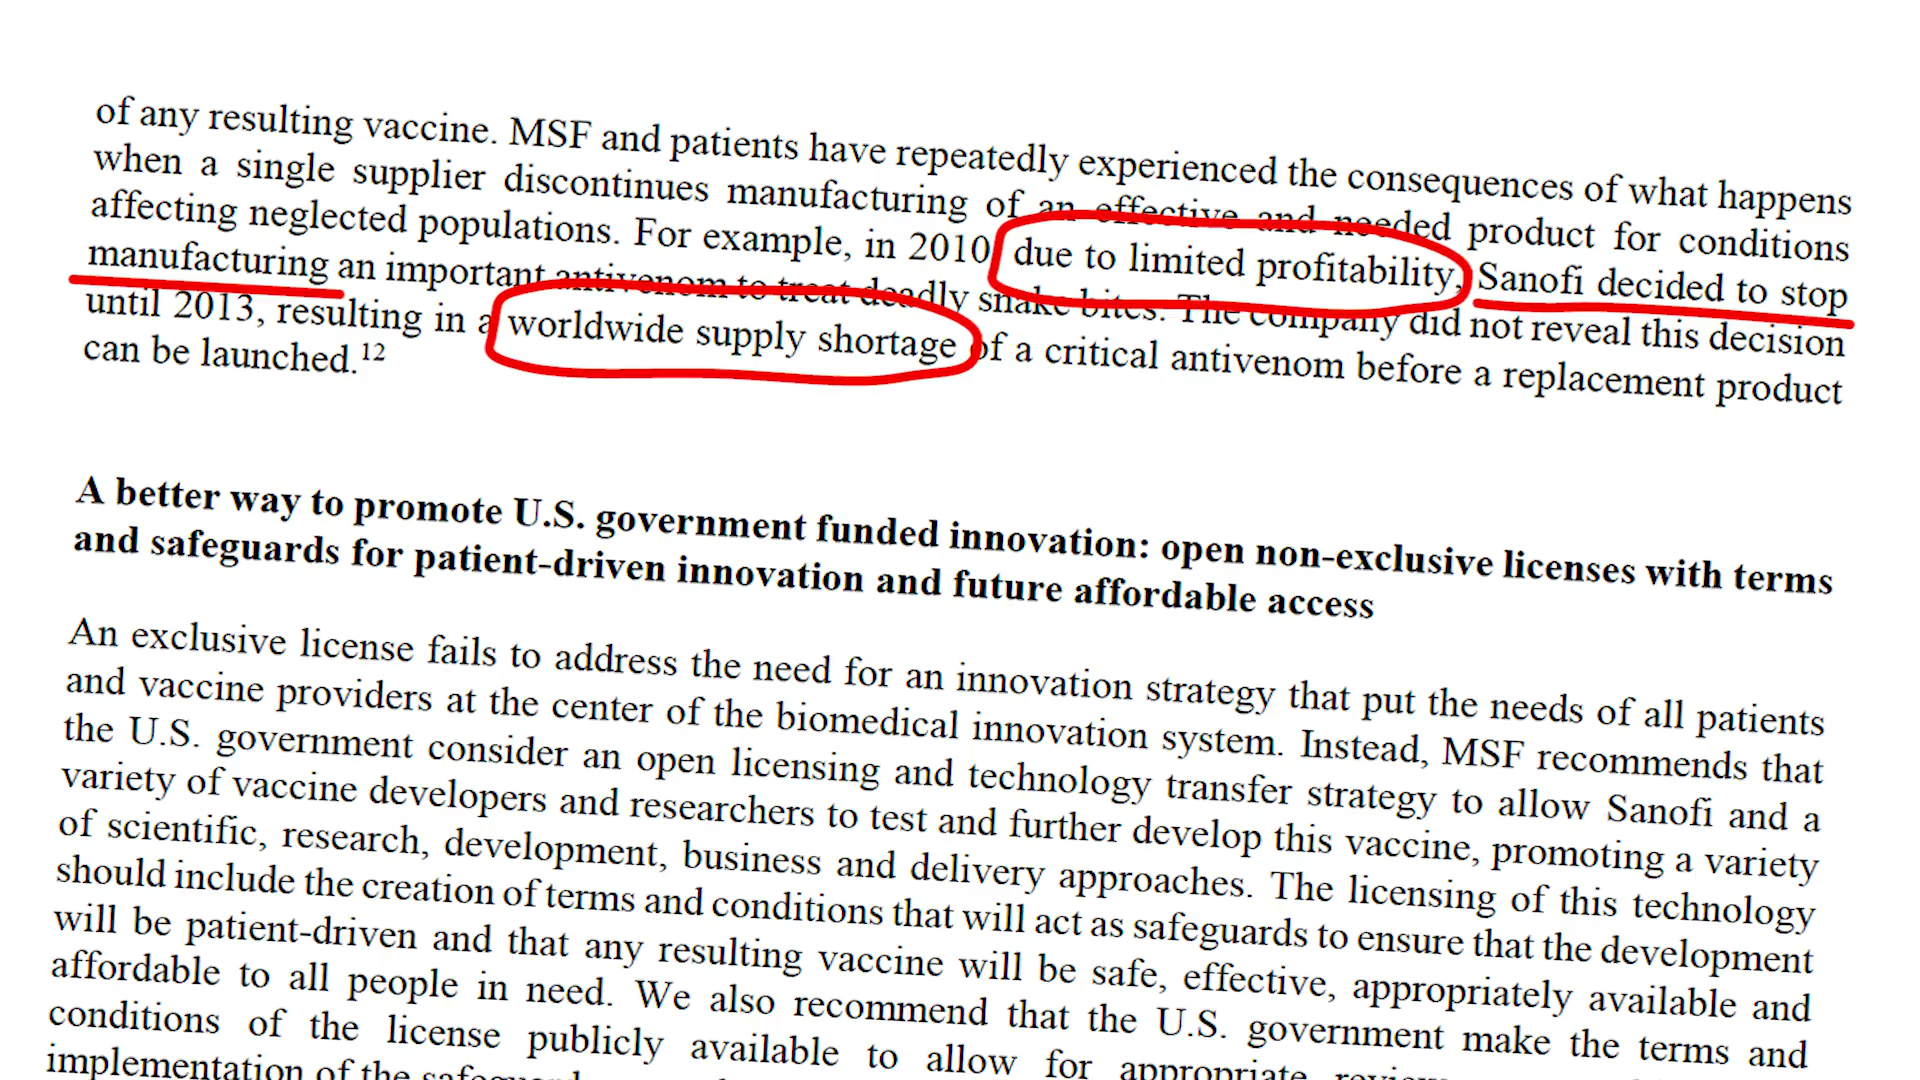 of any resulting vaccine. MSF and patients have repeatedly experienced the consequences of what happens
when a single supplier discontinues manufacturing of an effective and needed product for conditions
affecting neglected populations. For example, in 2010, due to limited profitability, Sanofi decided to stop
manufacturing an important antivenom to treat deadly snake bites. The company did not reveal this decision
until 2013, resulting in a worldwide supply shortage of a critical antivenom before a replacement product
can be launched.12
A better way to promote U.S. government funded innovation: open non-exclusive licenses with terms
and safeguards for patient-driven innovation and future affordable access
An exclusive license fails to address the need for an innovation strategy that put the needs of all patients
and vaccine providers at the center of the biomedical innovation system. Instead, MSF recommends that
the U.S. government consider an open licensing and technology transfer strategy to allow Sanofi and a
variety of vaccine developers and researchers to test and further develop this vaccine, promoting a variety
of scientific, research, development, business and delivery approaches. The licensing of this technology
should include the creation of terms and conditions that will act as safeguards to ensure that the development
will be patient-driven and that any resulting vaccine will be safe, effective, appropriately available and
affordable to all people in need. We also recommend that the U.S. government make the terms and
conditions of the license publicly available to allow for appropriate review
implementation of the